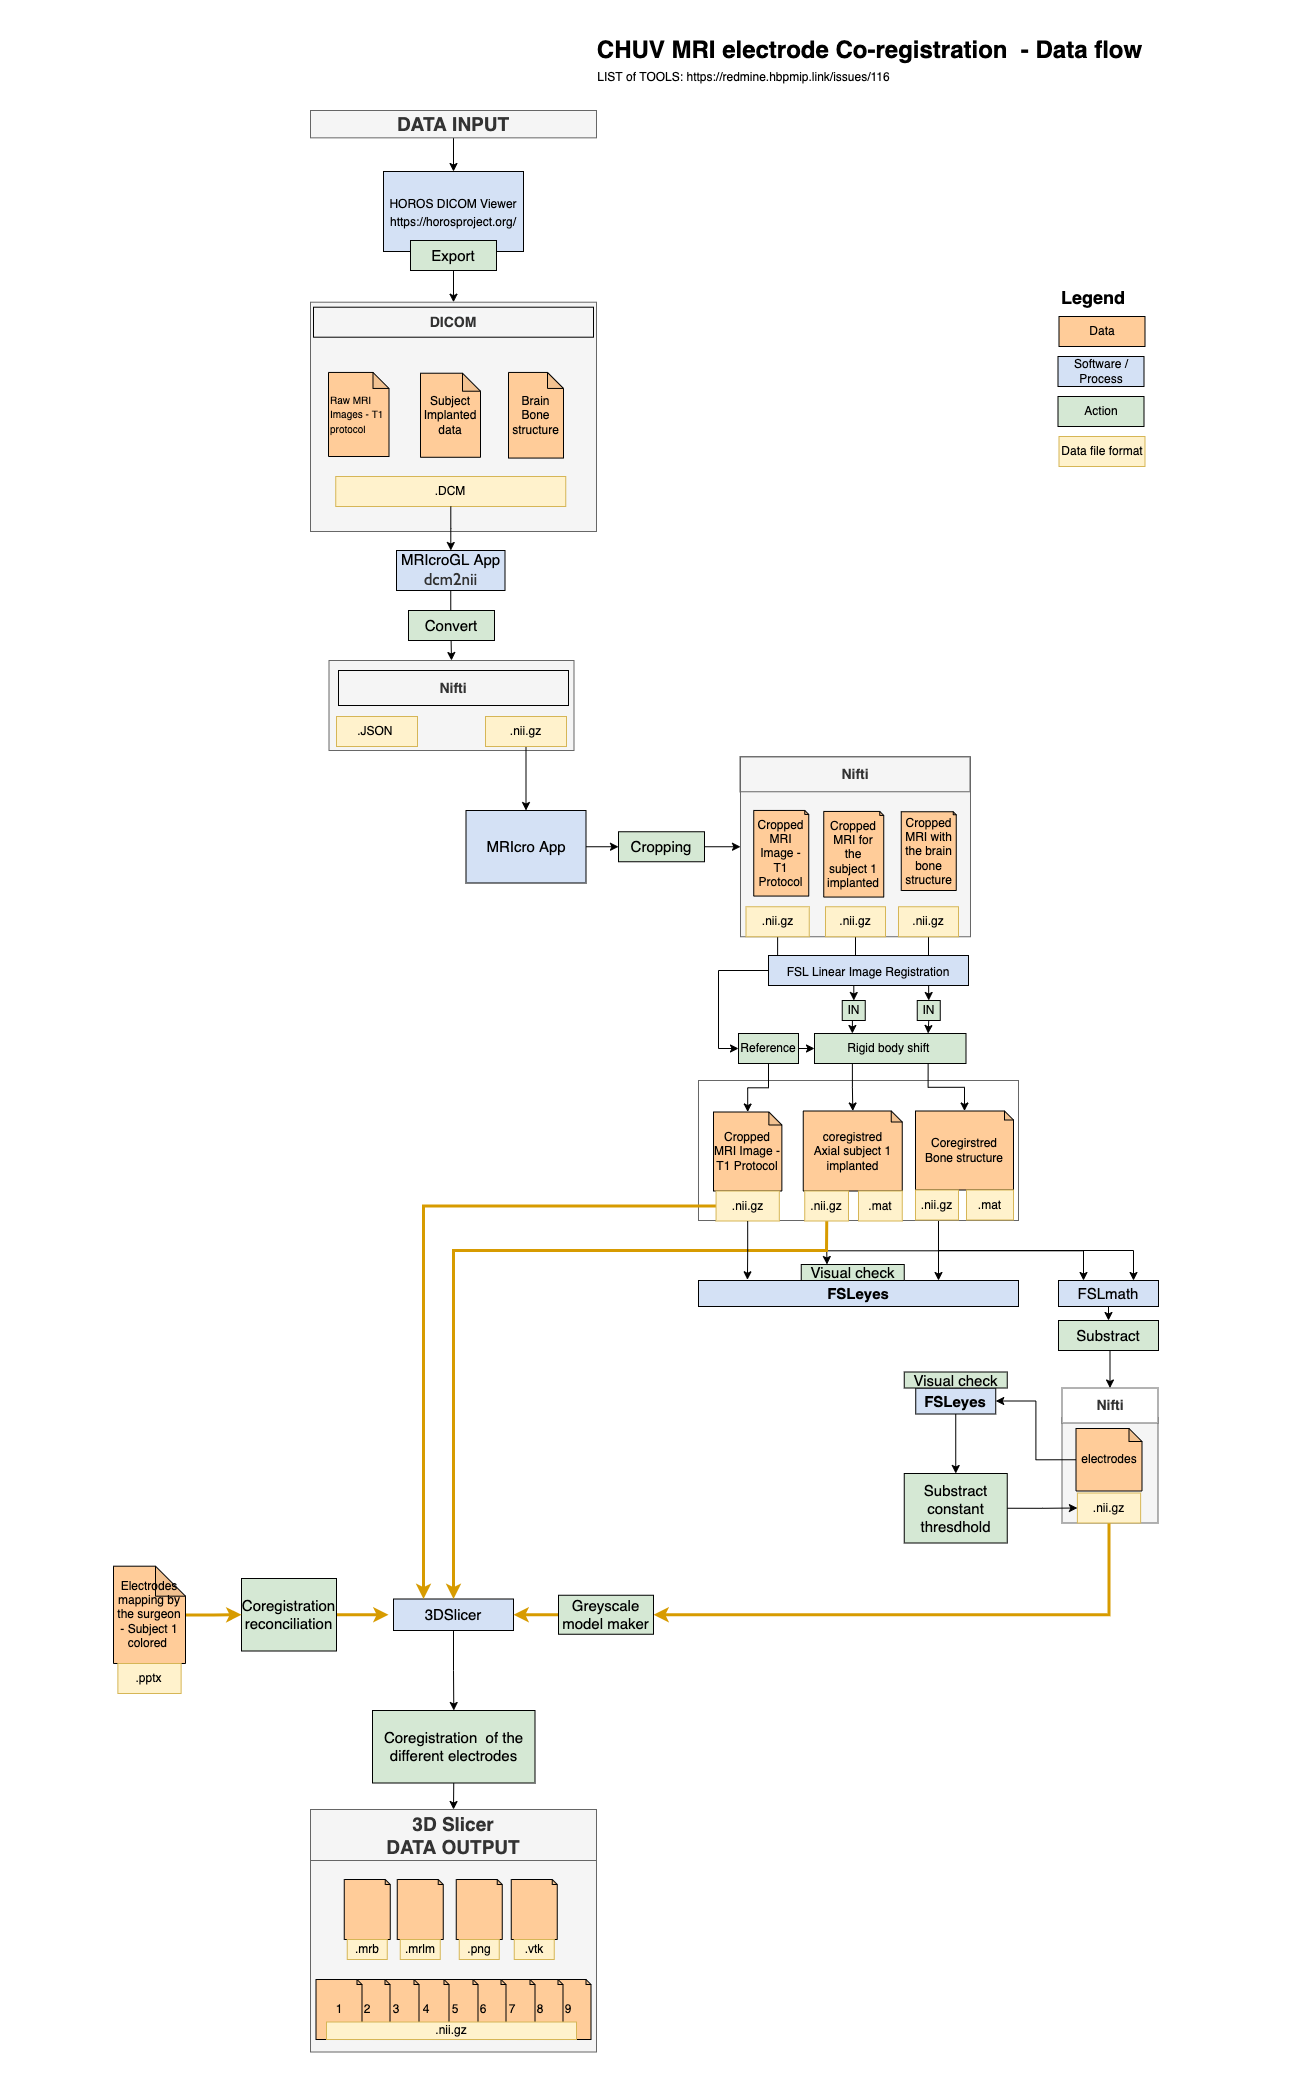 CHUV MRI electrode Co-registration - Data flow
LIST of TOOLS: https://redmine.hbpmip.link/issues/116
DATA INPUT
HOROS DICOM Viewer
https://horosproject.org/
Export
Legend
Data
Software /
Process
Action
Data file format
DICOM
Raw MRI
Images - T1
protocol
Subject
Implanted
data
Brain
Bone
structure
.DCM
MRIcroGL App
dcm2nii
Convert
Nifti
.JSON
.nii.gz
MRIcro App
Cropping
Nifti
Cropped
MRI
Image -
T1
Protocol
Cropped
MRI for
the
subject 1
implanted
Cropped
MRI with
the brain
bone
structure
.nii.gz
.nii.gz
.nii.gz
FSL Linear Image Registration
IN
IN
Reference
Rigid body shift
Cropped
MRI Image -
T1 Protocol
coregistred
Axial subject 1
implanted
Coregirstred
Bone structure
.nii.gz
.nii.gz
.mat
.nii.gz
.mat
Visual check
FSLeyes
FSLmath
Substract
Visual check
FSLeyes
Nifti
electrodes
.nii.gz
Substract
constant
thresdhold
Electrodes
mapping by
the surgeon
- Subject 1
colored
.pptx
Coregistration
reconciliation
3DSlicer
Greyscale
model maker
Coregistration of the
different electrodes
3D Slicer
DATA OUTPUT
.mrb
.mrlm
.png
.vtk
1 2 3 4 5 6 7 8 9
.nii.gz